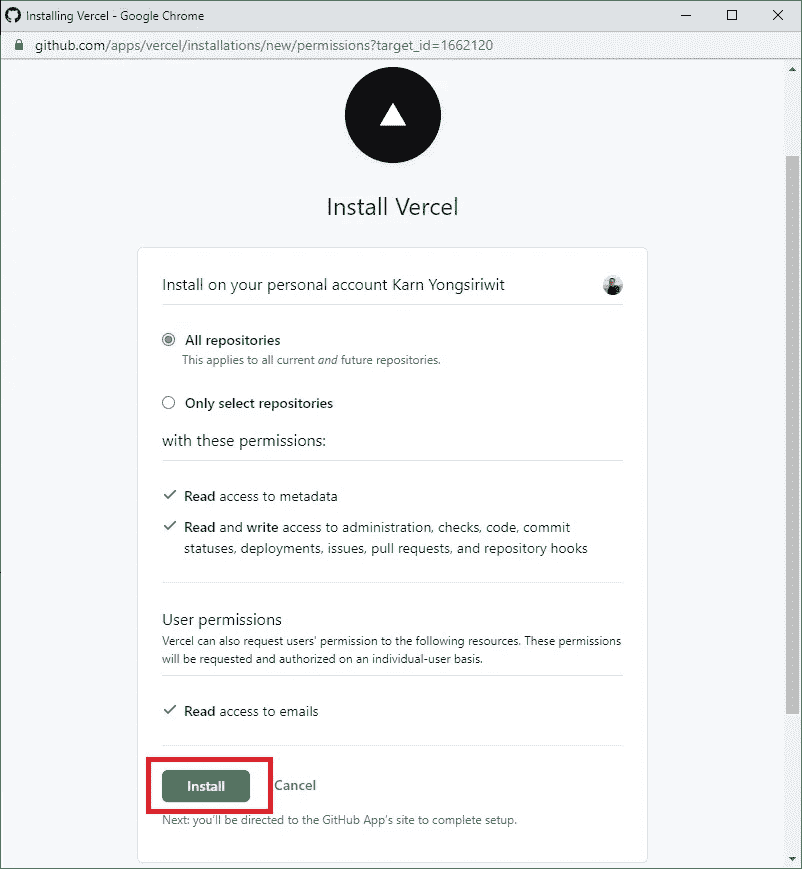 Installing Vercel - Google Chrome
github.com/apps/vercel/installations/new/permissions?target_id=1662120
Install Vercel
Install on your personal account Karn Yongsiriwit
All repositories
This applies to all current and future repositories.
Only select repositories
with these permissions:
Read access to metadata
Read and write access to administration, checks, code, commit
statuses, deployments, issues, pull requests, and repository hooks
User permissions
Vercel can also request users' permission to the following resources. These permissions
will be requested and authorized on an individual-user basis.
Read access to emails
Install Cancel
Next: you'll be directed to the GitHub App's site to complete setup.